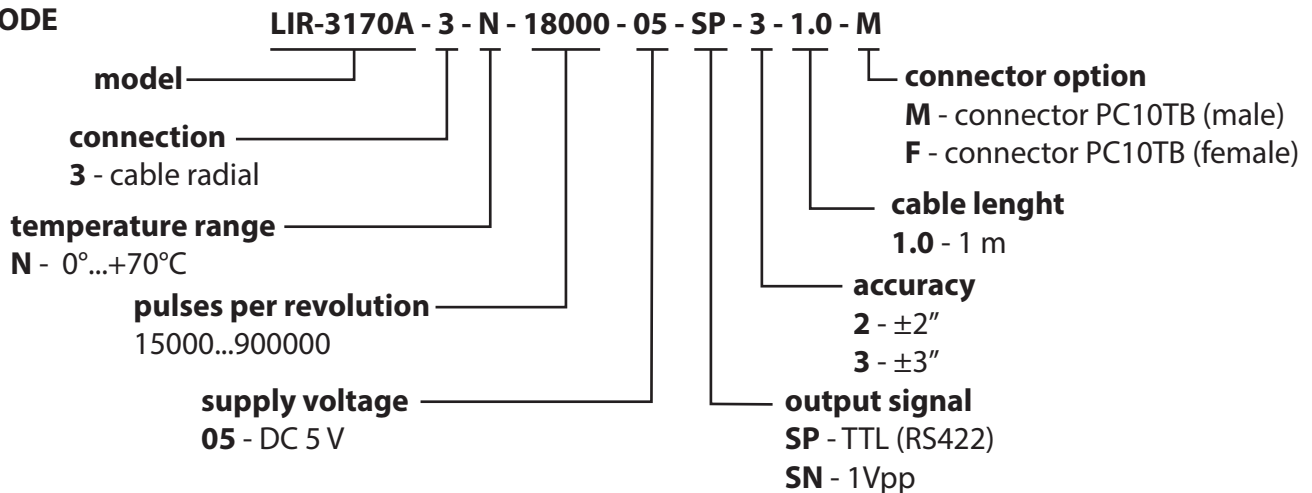 ODE
LIR-3170A - 3 - N - 18000 - 05 - SP - 3 - 1.0 - M
model
connection
3 - cable radial
temperature range
N - 0°...+70°C
pulses per revolution
15000...900000
supply voltage
05 - DC 5 V
connector option
M - connector PC10TB (male)
F - connector PC10TB (female)
cable lenght
1.0 - 1 m
accuracy
2 - ±2″
3 - ±3″
output signal
SP - TTL (RS422)
SN - 1Vpp